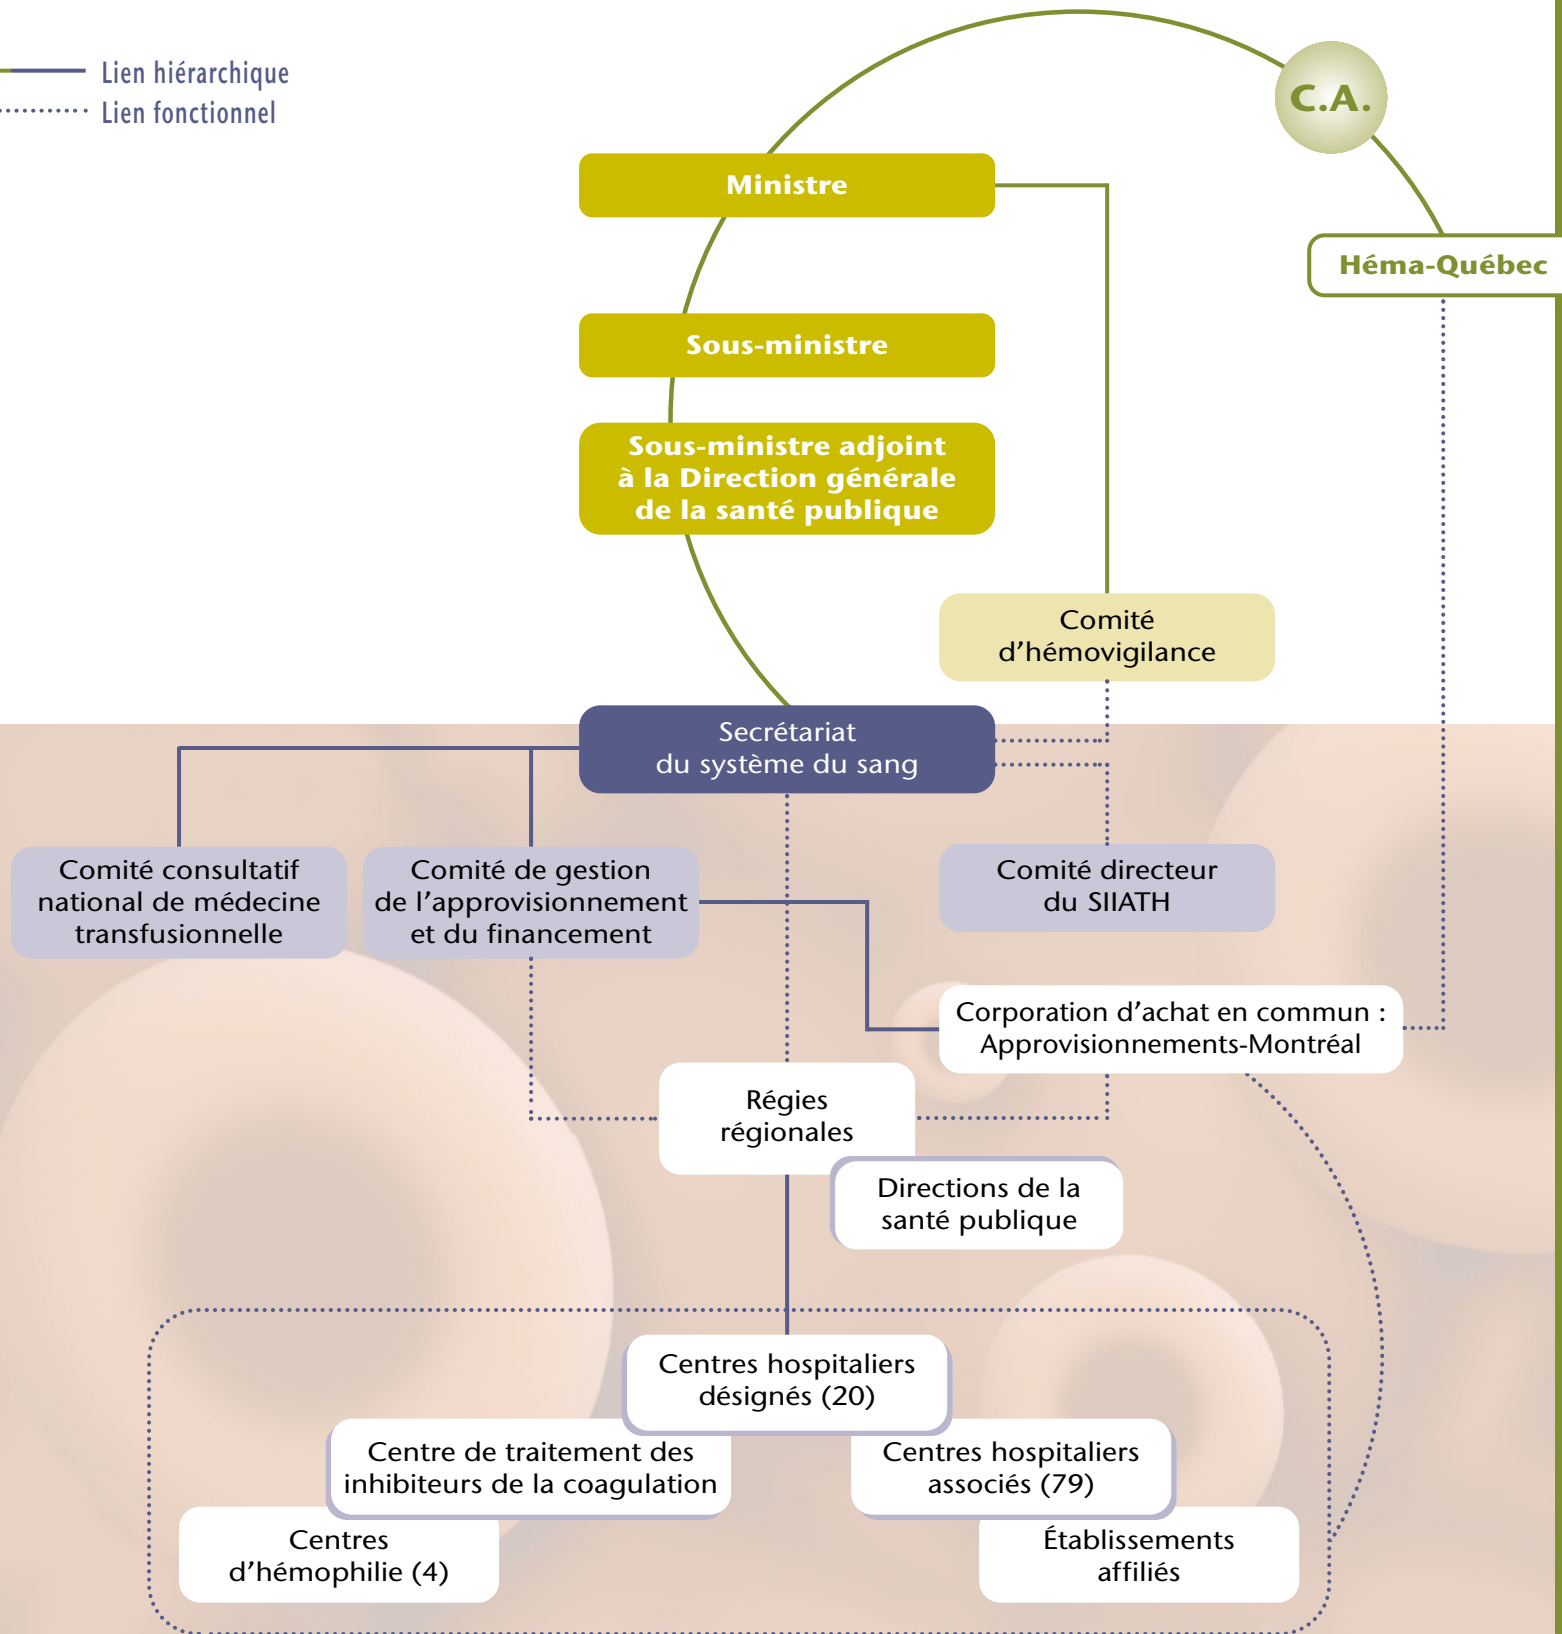 Lien hiérarchique
Lien fonctionnel
C.A.
Ministre
Héma-Québec
Sous-ministre
Sous-ministre adjoint
à la Direction générale
de la santé publique
Comité
d’hémovigilance
Secrétariat
du système du sang
Comité consultatif
national de médecine
transfusionnelle
Comité de gestion
de l’approvisionnement
et du financement
Comité directeur
du SIIATH
Corporation d’achat en commun :
Approvisionnements-Montréal
Régies
régionales
Directions de la
santé publique
Centres hospitaliers
désignés (20)
Centre de traitement des
inhibiteurs de la coagulation
Centres hospitaliers
associés (79)
Centres
d’hémophilie (4)
Établissements
affiliés